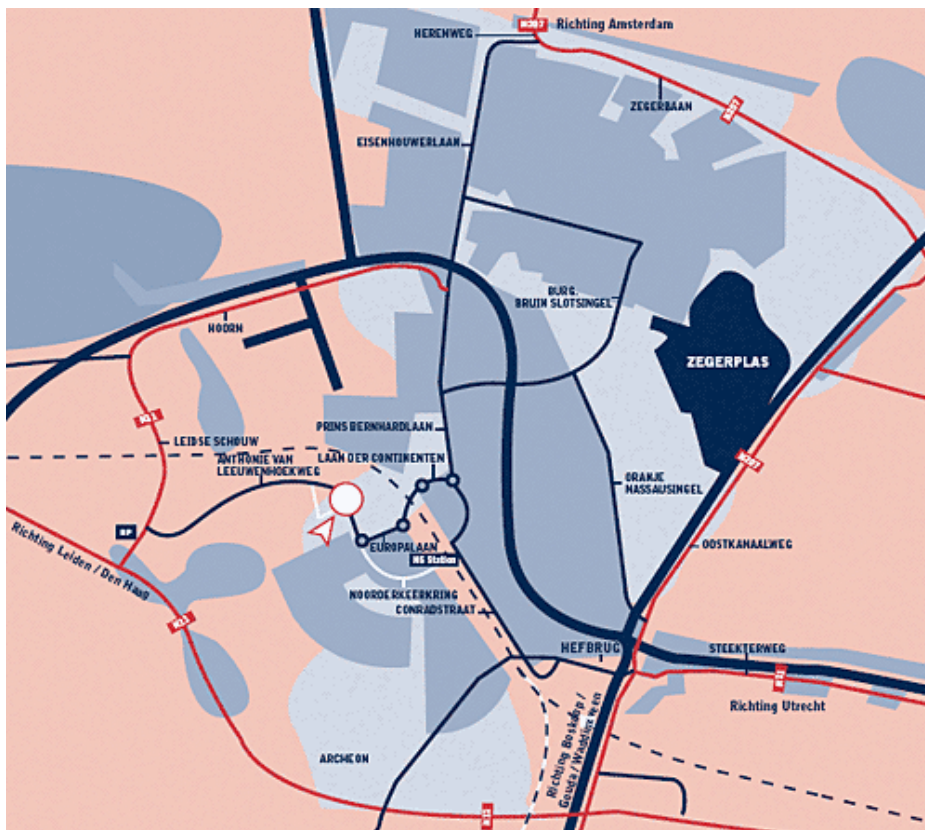 N207
Richting Amsterdam
HERENWEG
ZEGERBAAN
N207
EISENHOUWERLAAN
BURG.
BRUIN SLOTSINGEL
HOORN
ZEGERPLAS
N11
PRINS BERNHARDLAAN
LEIDSE SCHOUW
LAAN DER CONTINENTEN
ANTHONIE VAN
LEEUWENHOEKWEG
N207
ORANJE
NASSAUSINGEL
BP
Richting Leiden / Den Haag
EUROPALAAN
NS Station
OOSTKANAALWEG
NOORDERKEERKRING
CONRADSTRAAT
N11
HEFBRUG
STEEKTERWEG
N11
Richting Utrecht
Richting Boskoop /
Gouda / Waddinxveen
ARCHEON
N11